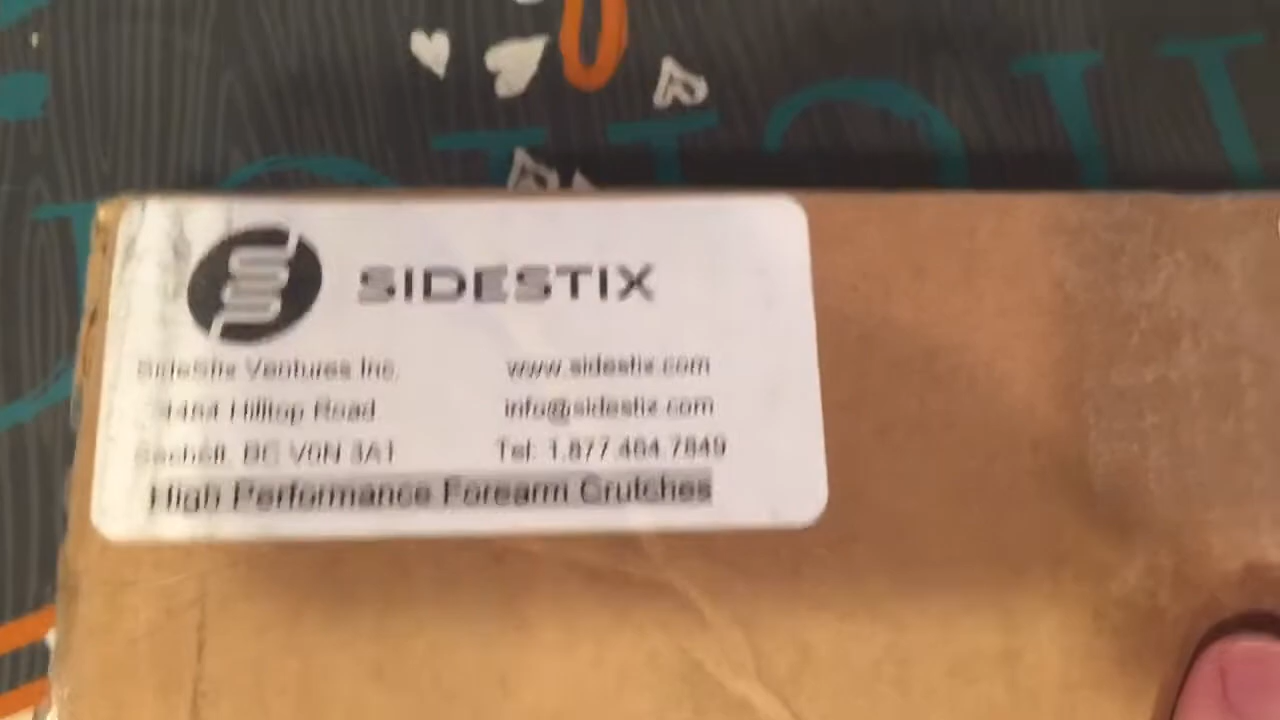 SIDESTIX
SideStix Ventures Inc.
Hilltop Road
Sechelt, BC V0N 3A1
www.sidestix.com
info@sidestix.com
Tel: 1.877.464.7849
High Performance Forearm Crutches